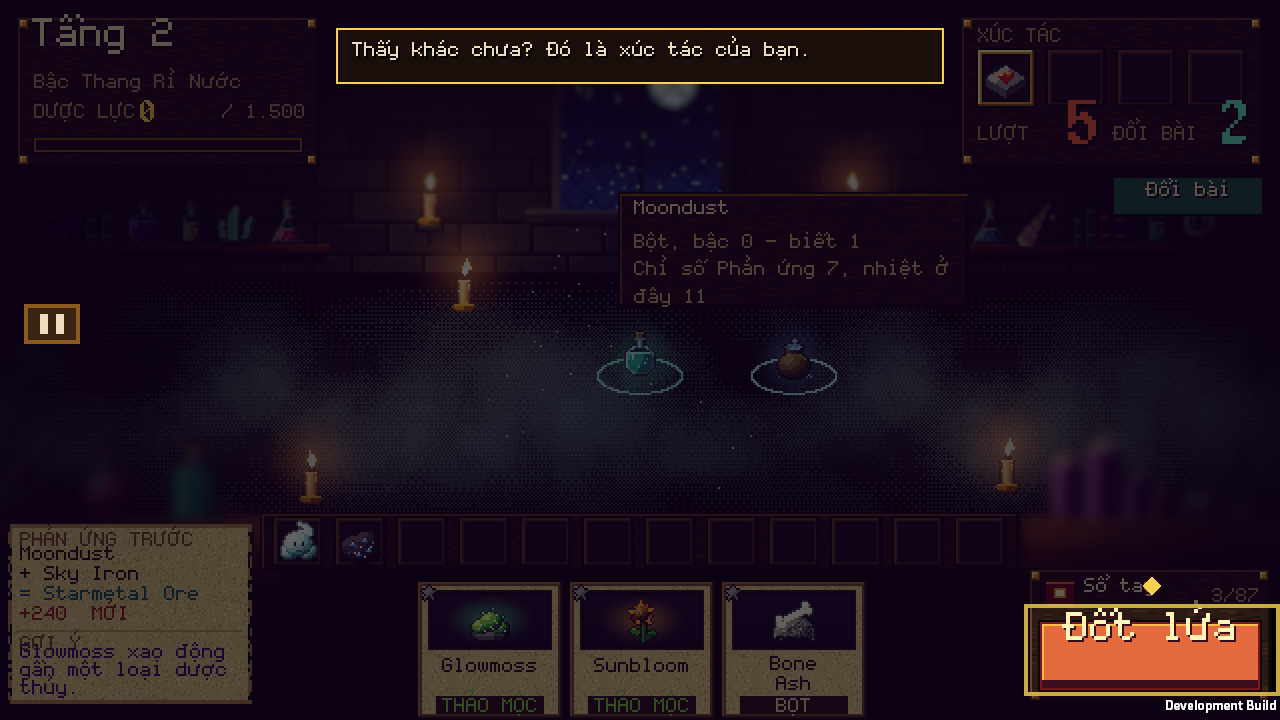 Tầng 2
Bậc Thang Rỉ Nước
DƯỢC LỰC 0 / 1.500
Thấy khác chưa? Đó là xúc tác của bạn.
XÚC TÁC
LƯỢT 5 ĐỔI BÀI 2
Đổi bài
Moondust
Bột, bậc 0 – biết 1
Chỉ số Phản ứng 7, nhiệt ở
đây 11
PHẢN ỨNG TRƯỚC
Moondust
+ Sky Iron
= Starmetal Ore
+240 MỚI
GỢI Ý
Glowmoss xao động
gần một loại dược
thủy.
Glowmoss
THẢO MỘC
Sunbloom
THẢO MỘC
Bone
Ash
BỘT
Sổ tay
3/87
Đốt lửa
Development Build